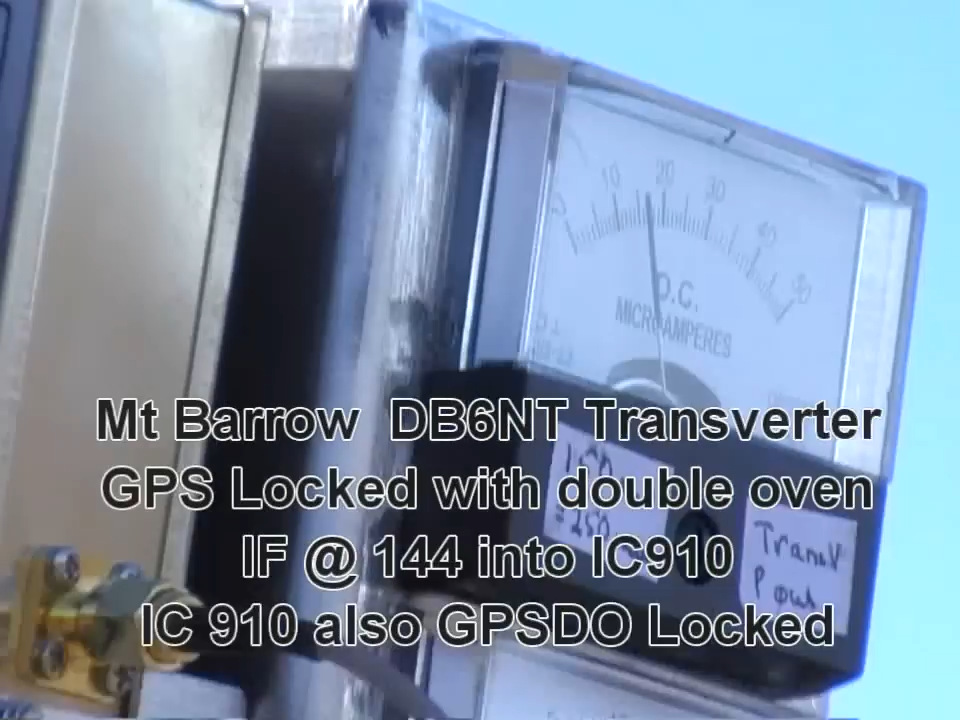 10 20 30 40 50
D.C.
MICROAMPERES
Mt Barrow DB6NT Transverter
GPS Locked with double oven
IF @ 144 into IC910
IC 910 also GPSDO Locked
=250
TransV
P out